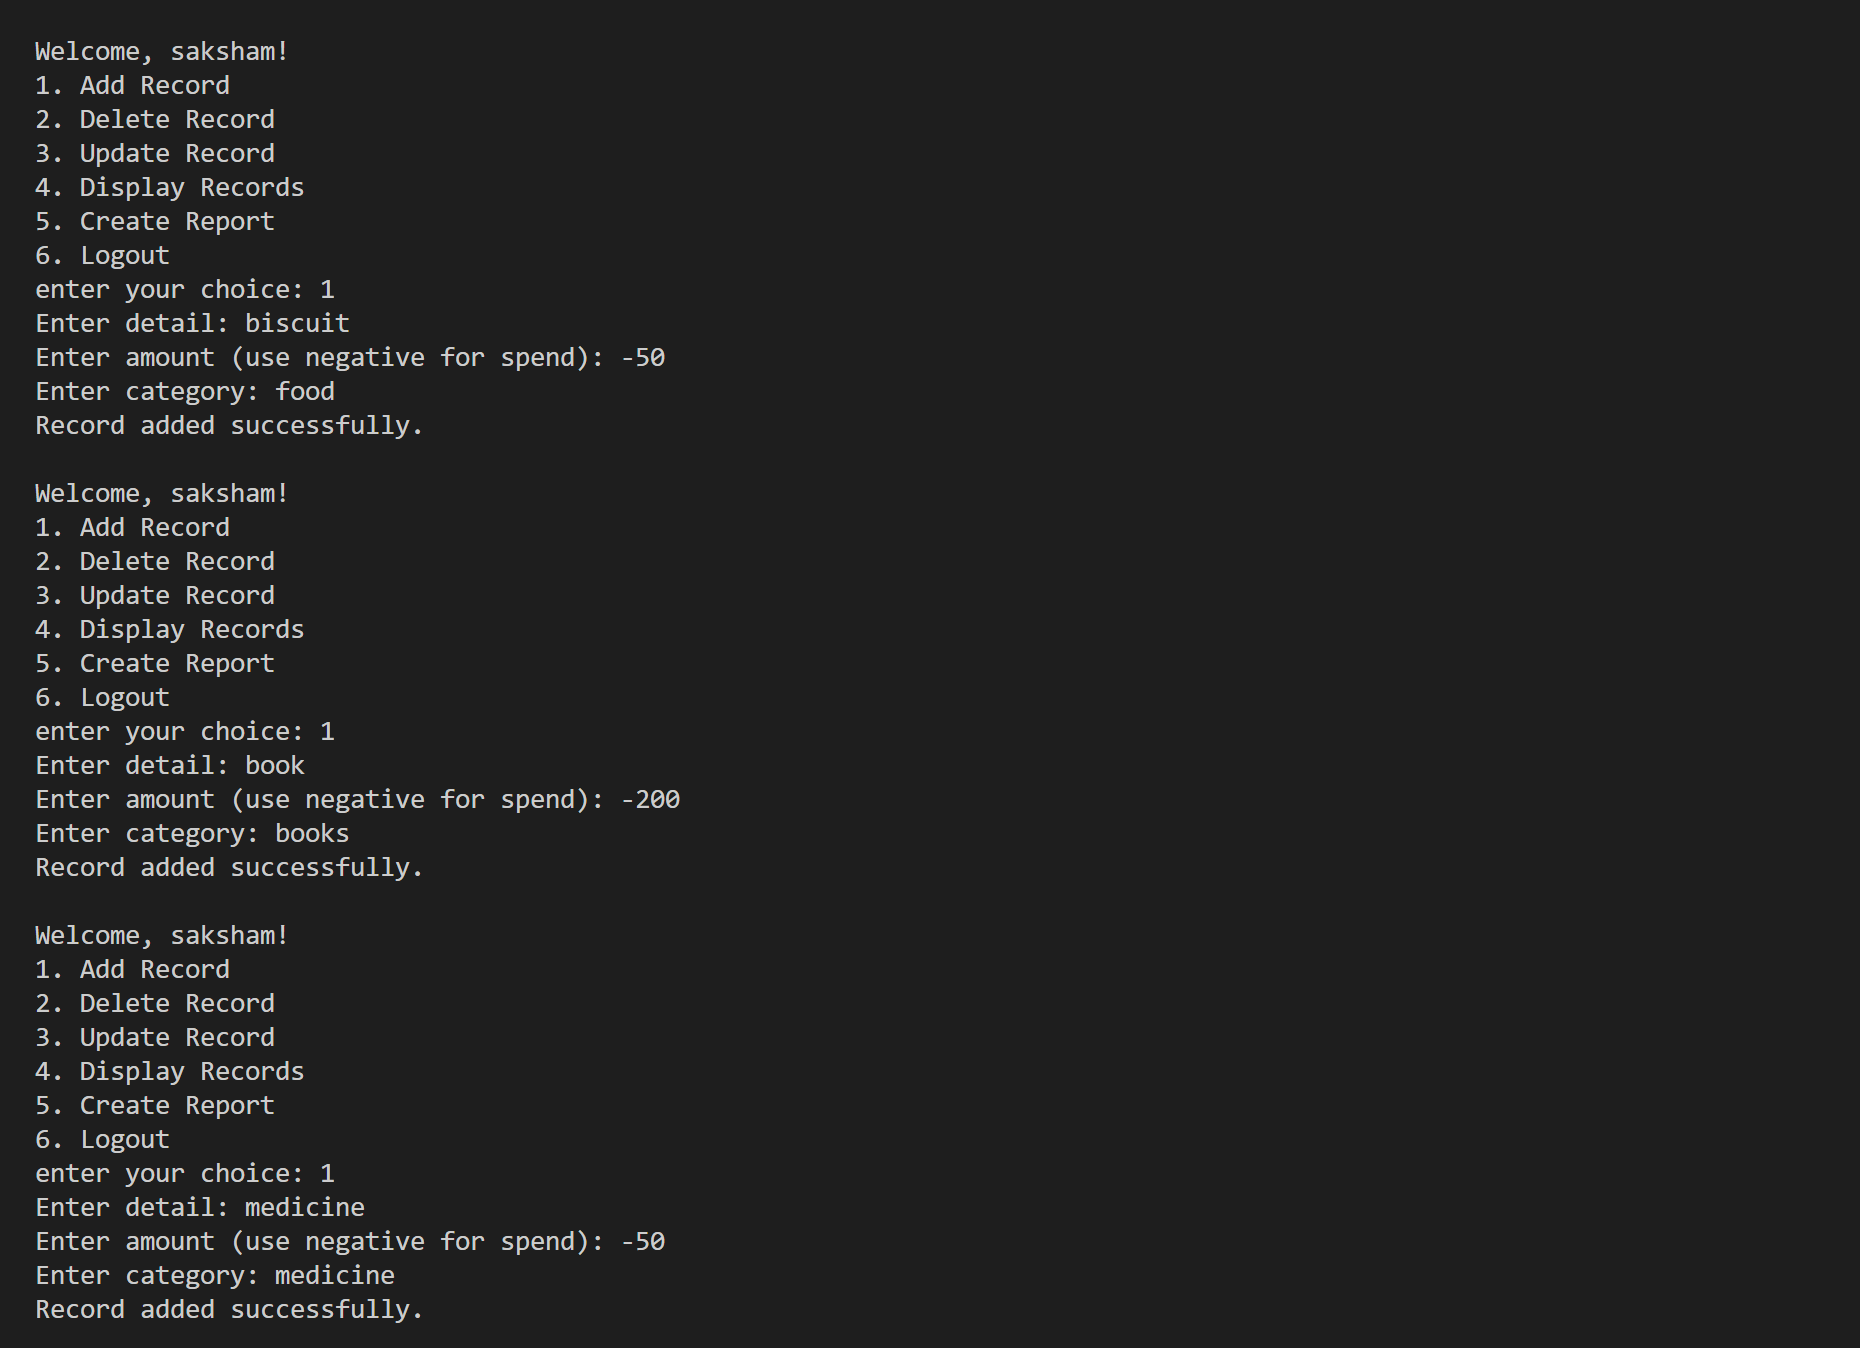 Welcome, saksham!
1. Add Record
2. Delete Record
3. Update Record
4. Display Records
5. Create Report
6. Logout
enter your choice: 1
Enter detail: biscuit
Enter amount (use negative for spend): -50
Enter category: food
Record added successfully.
Welcome, saksham!
1. Add Record
2. Delete Record
3. Update Record
4. Display Records
5. Create Report
6. Logout
enter your choice: 1
Enter detail: book
Enter amount (use negative for spend): -200
Enter category: books
Record added successfully.
Welcome, saksham!
1. Add Record
2. Delete Record
3. Update Record
4. Display Records
5. Create Report
6. Logout
enter your choice: 1
Enter detail: medicine
Enter amount (use negative for spend): -50
Enter category: medicine
Record added successfully.